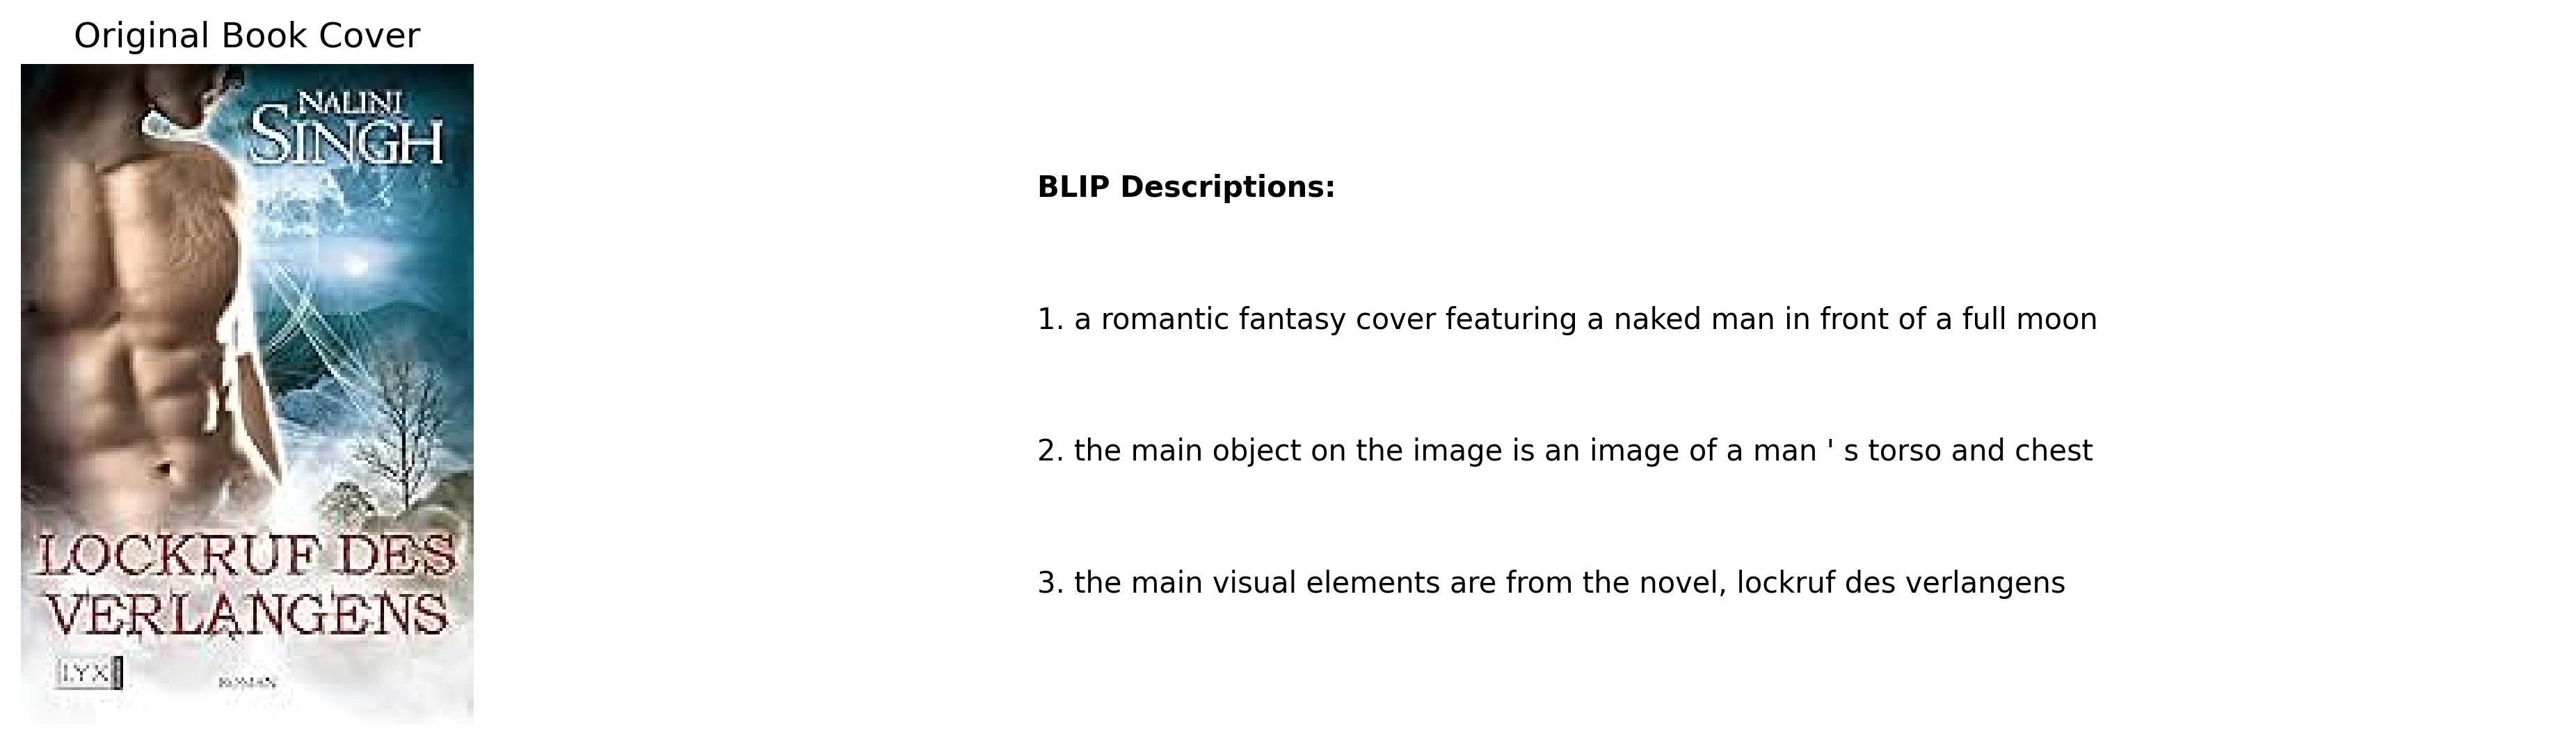 Original Book Cover
NALINI
SINGH
LOCKRUF DES
VERLANGENS
LYX
ROMAN
BLIP Descriptions:
1. a romantic fantasy cover featuring a naked man in front of a full moon
2. the main object on the image is an image of a man ' s torso and chest
3. the main visual elements are from the novel, lockruf des verlangens